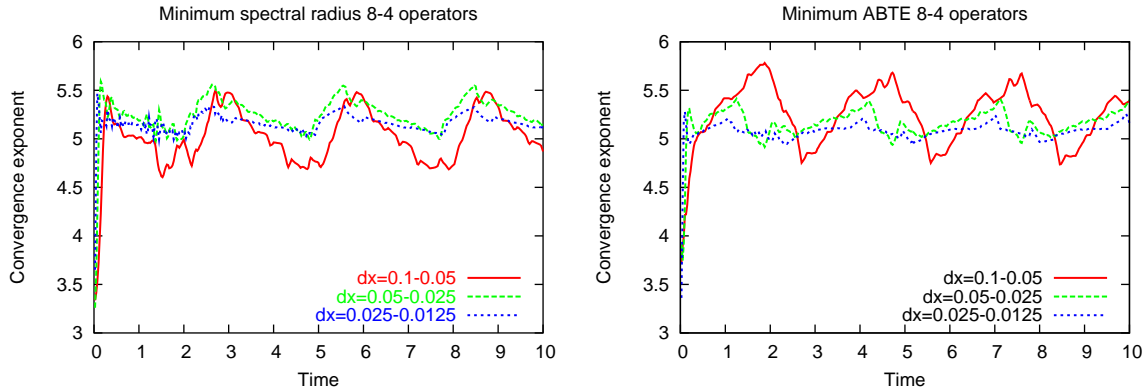 Minimum spectral radius 8-4 operators
6
5.5
5
4.5
4
3.5
3
Convergence exponent
dx=0.1-0.05
dx=0.05-0.025
dx=0.025-0.0125
0 1 2 3 4 5 6 7 8 9 10
Time
Minimum ABTE 8-4 operators
6
5.5
5
4.5
4
3.5
3
Convergence exponent
dx=0.1-0.05
dx=0.05-0.025
dx=0.025-0.0125
0 1 2 3 4 5 6 7 8 9 10
Time